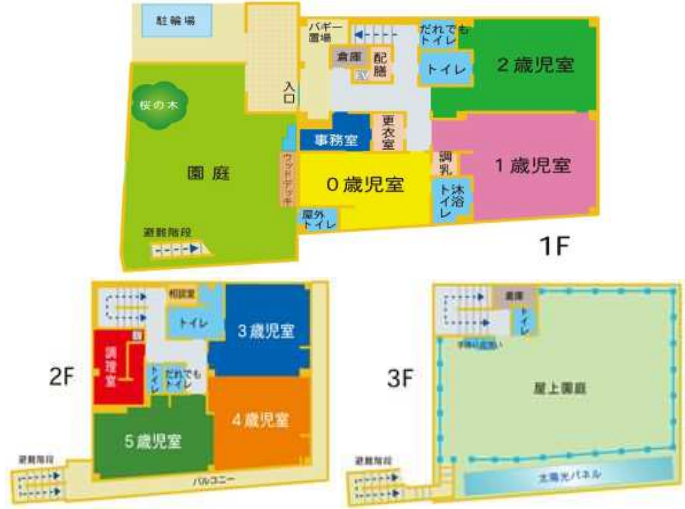 駐輪場
バギー
置場
倉庫
EV
配膳
だれでも
トイレ
トイレ
2歳児室
入口
桜の木
園庭
ウッドデッキ
事務室
更衣室
0歳児室
調乳
沐浴
トイレ
1歳児室
屋外
トイレ
避難階段
1F
相談室
トイレ
3歳児室
調理室
トイレ
だれでも
トイレ
2F
5歳児室
4歳児室
避難階段
バルコニー
倉庫
トイレ
3F
屋上園庭
避難階段
太陽光パネル